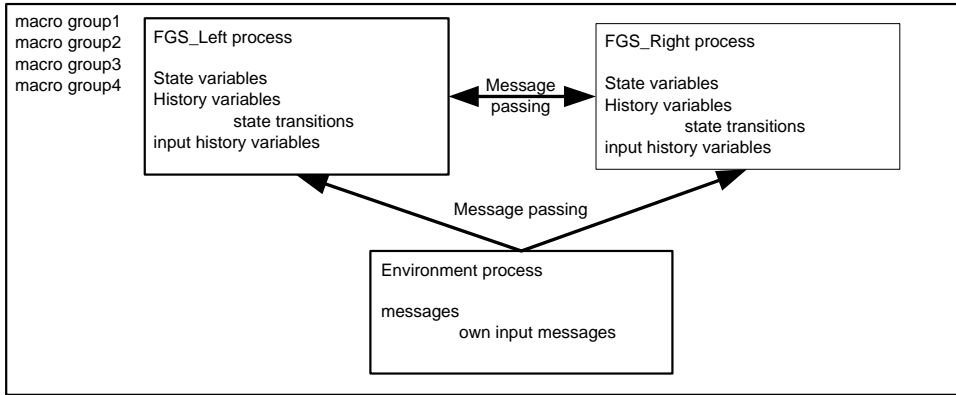 macro group1
macro group2
macro group3
macro group4
FGS_Left process
State variables
History variables
state transitions
input history variables
Message
passing
FGS_Right process
State variables
History variables
state transitions
input history variables
Message passing
Environment process
messages
own input messages